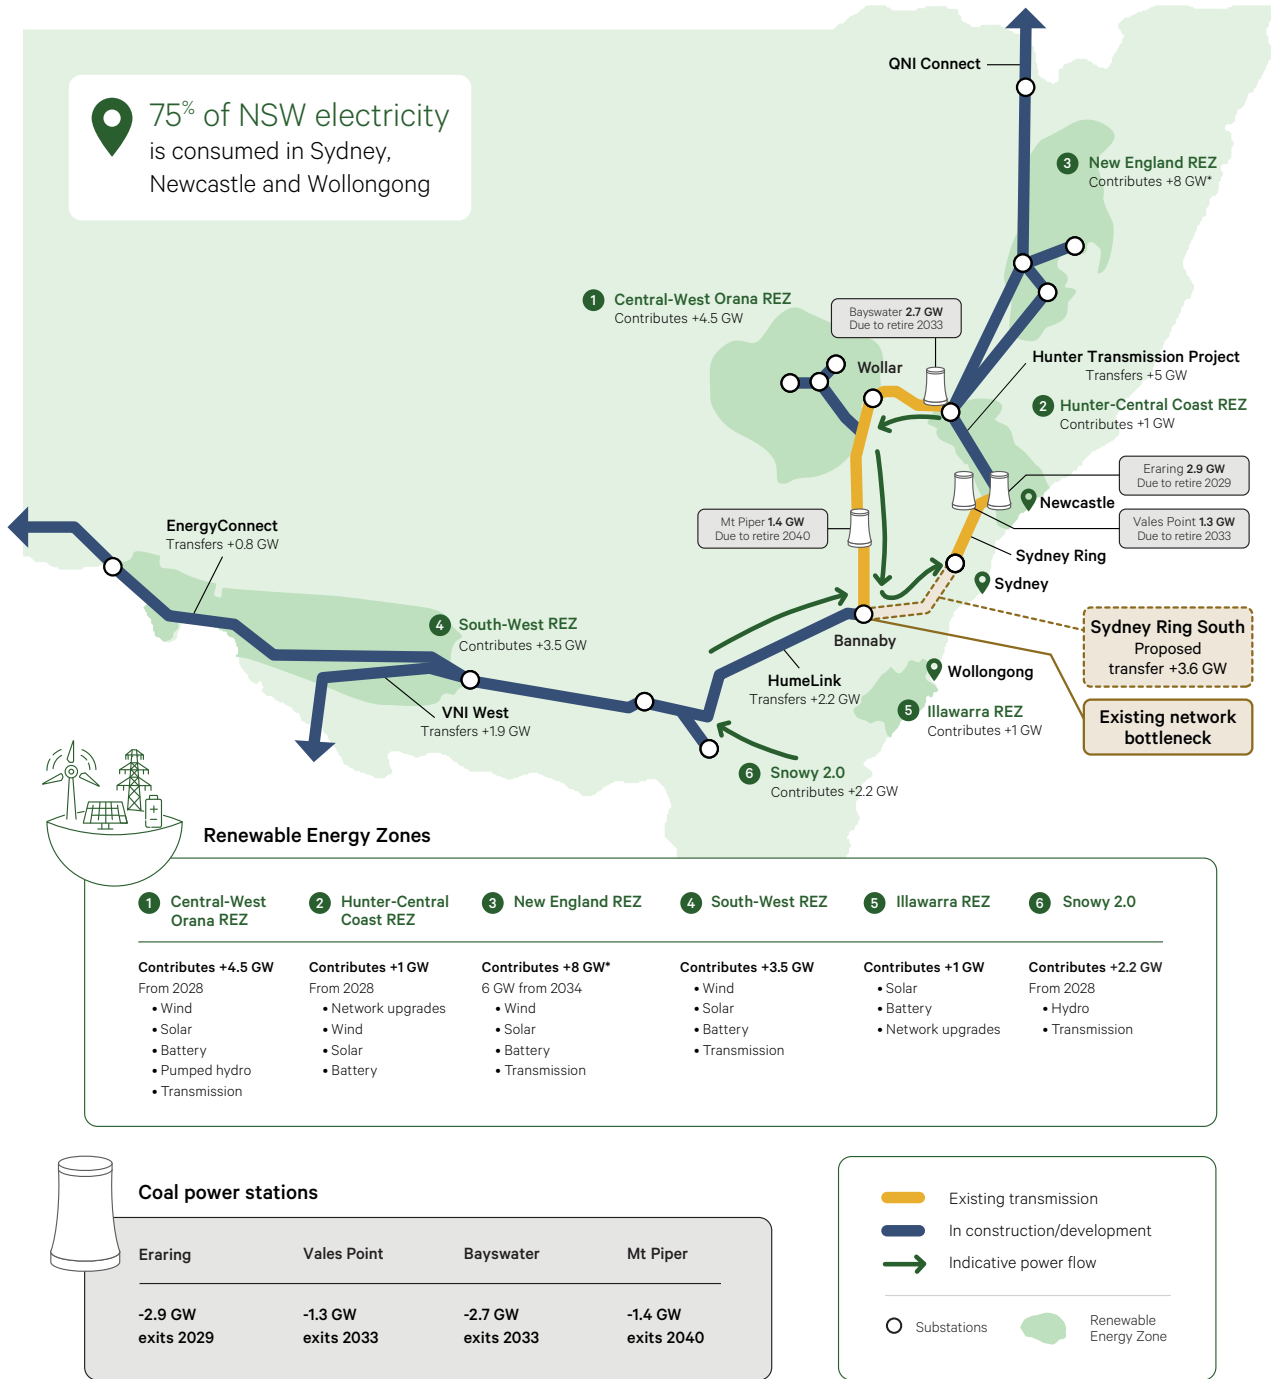 QNI Connect
75% of NSW electricity
is consumed in Sydney,
Newcastle and Wollongong
3 New England REZ
Contributes +8 GW*
1 Central-West Orana REZ
Contributes +4.5 GW
Bayswater 2.7 GW
Due to retire 2033
Wollar
Hunter Transmission Project
Transfers +5 GW
2 Hunter-Central Coast REZ
Contributes +1 GW
Eraring 2.9 GW
Due to retire 2029
Newcastle
Mt Piper 1.4 GW
Due to retire 2040
Vales Point 1.3 GW
Due to retire 2033
EnergyConnect
Transfers +0.8 GW
Sydney Ring
Sydney
4 South-West REZ
Contributes +3.5 GW
Bannaby
Sydney Ring South
Proposed
transfer +3.6 GW
HumeLink
Transfers +2.2 GW
Wollongong
VNI West
Transfers +1.9 GW
5 Illawarra REZ
Contributes +1 GW
Existing network
bottleneck
6 Snowy 2.0
Contributes +2.2 GW
Renewable Energy Zones
1 Central-West
Orana REZ
Contributes +4.5 GW
From 2028
• Wind
• Solar
• Battery
• Pumped hydro
• Transmission
2 Hunter-Central
Coast REZ
Contributes +1 GW
From 2028
• Network upgrades
• Wind
• Solar
• Battery
3 New England REZ
Contributes +8 GW*
6 GW from 2034
• Wind
• Solar
• Battery
• Transmission
4 South-West REZ
Contributes +3.5 GW
• Wind
• Solar
• Battery
• Transmission
5 Illawarra REZ
Contributes +1 GW
• Solar
• Battery
• Network upgrades
6 Snowy 2.0
Contributes +2.2 GW
From 2028
• Hydro
• Transmission
Coal power stations
Eraring
-2.9 GW
exits 2029
Vales Point
-1.3 GW
exits 2033
Bayswater
-2.7 GW
exits 2033
Mt Piper
-1.4 GW
exits 2040
Existing transmission
In construction/development
Indicative power flow
Substations
Renewable
Energy Zone